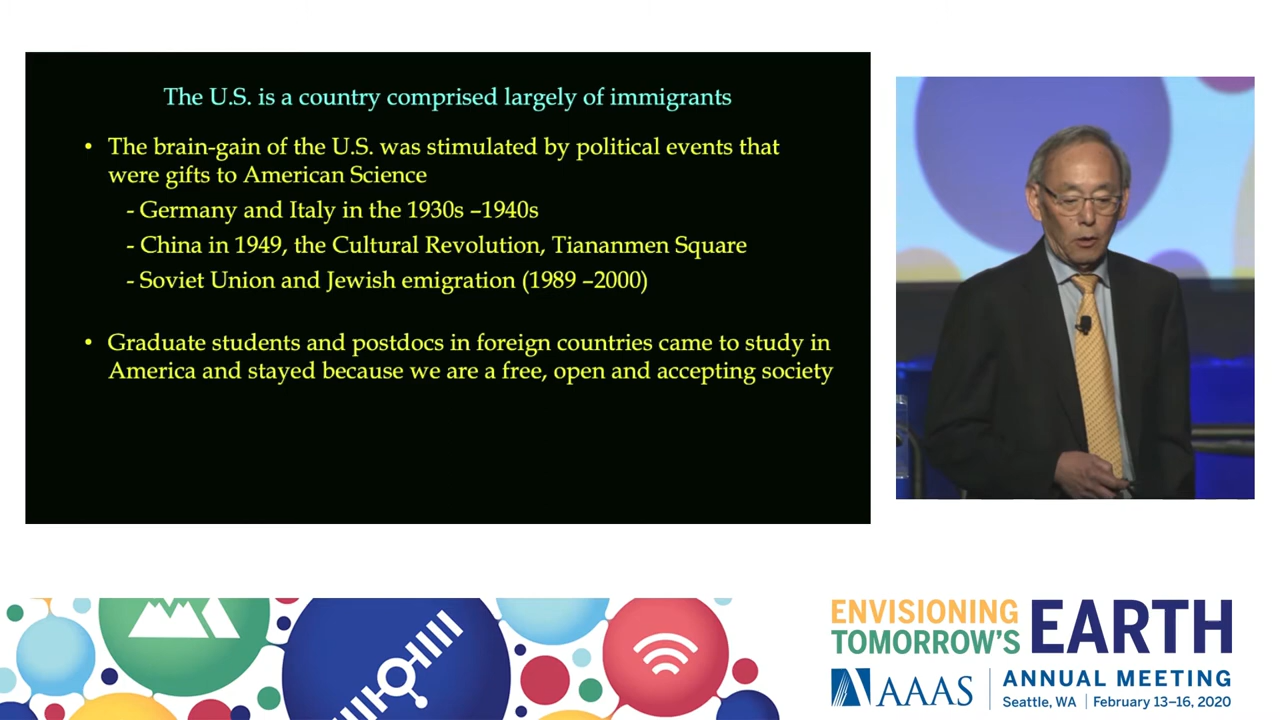 The U.S. is a country comprised largely of immigrants
• The brain-gain of the U.S. was stimulated by political events that
were gifts to American Science
- Germany and Italy in the 1930s –1940s
- China in 1949, the Cultural Revolution, Tiananmen Square
- Soviet Union and Jewish emigration (1989 –2000)
• Graduate students and postdocs in foreign countries came to study in
America and stayed because we are a free, open and accepting society
ENVISIONING
TOMORROW'S
EARTH
AAAS
ANNUAL MEETING
Seattle, WA | February 13–16, 2020